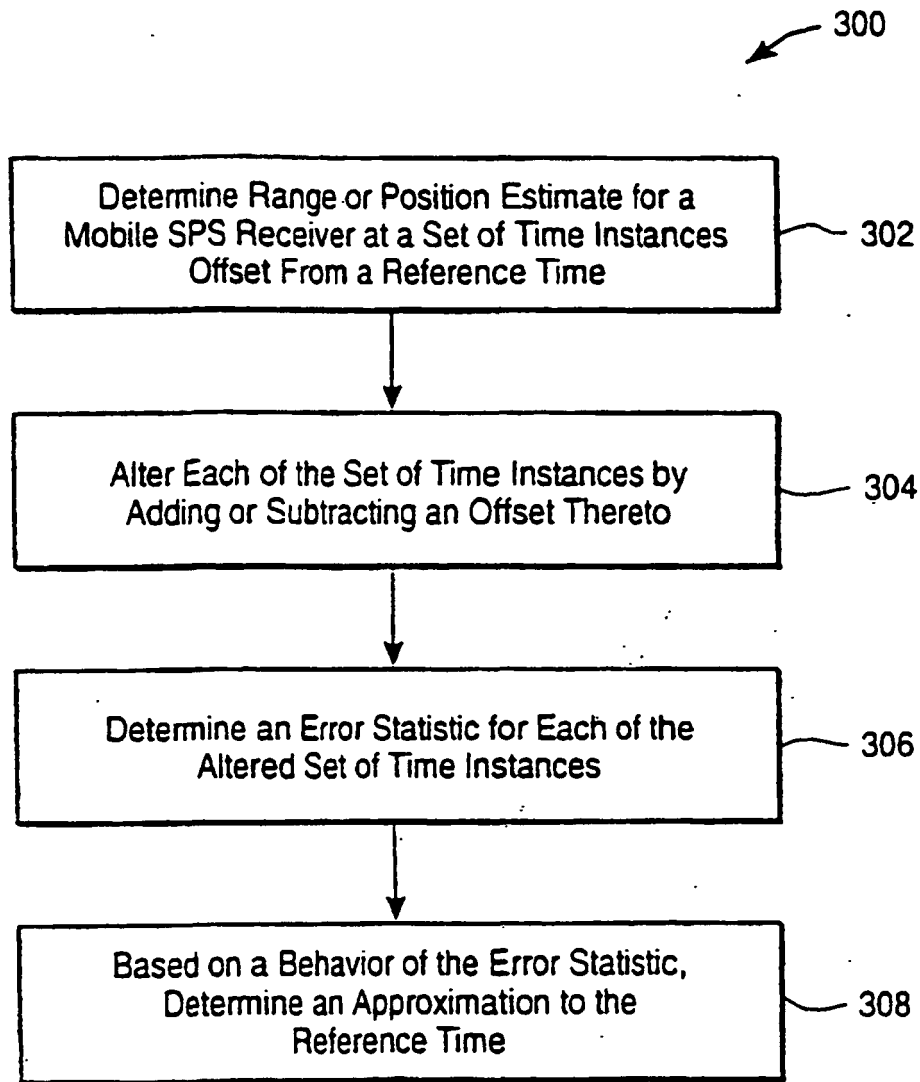 300
Determine Range or Position Estimate for a
Mobile SPS Receiver at a Set of Time Instances
Offset From a Reference Time
302
Alter Each of the Set of Time Instances by
Adding or Subtracting an Offset Thereto
304
Determine an Error Statistic for Each of the
Altered Set of Time Instances
306
Based on a Behavior of the Error Statistic,
Determine an Approximation to the
Reference Time
308